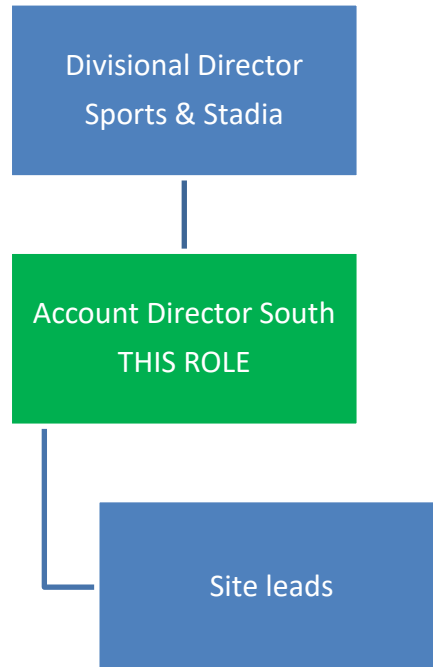 Divisional Director
Sports & Stadia
Account Director South
THIS ROLE
Site leads